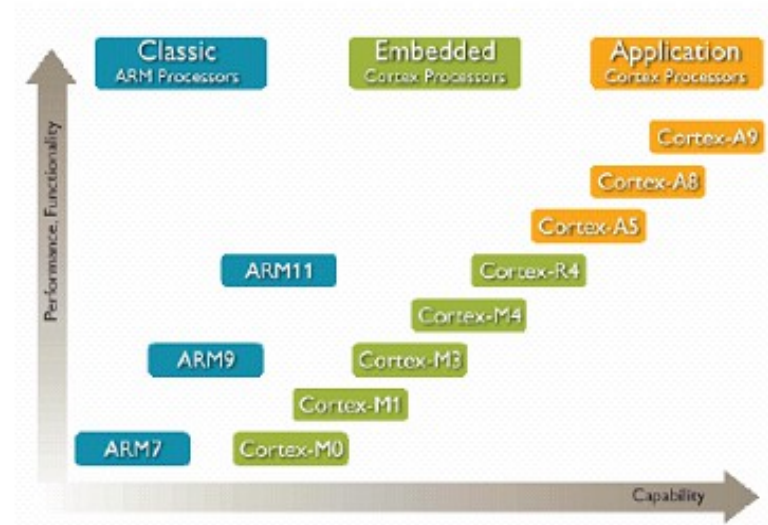 Classic
ARM Processors
Embedded
Cortex Processors
Application
Cortex Processors
Performance, Functionality
Cortex-A9
Cortex-A8
Cortex-A5
ARM11
Cortex-R4
Cortex-M4
ARM9
Cortex-M3
Cortex-M1
ARM7
Cortex-M0
Capability